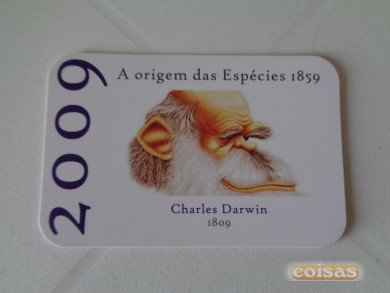 2009
A origem das Espécies 1859
Charles Darwin
1809
coisas